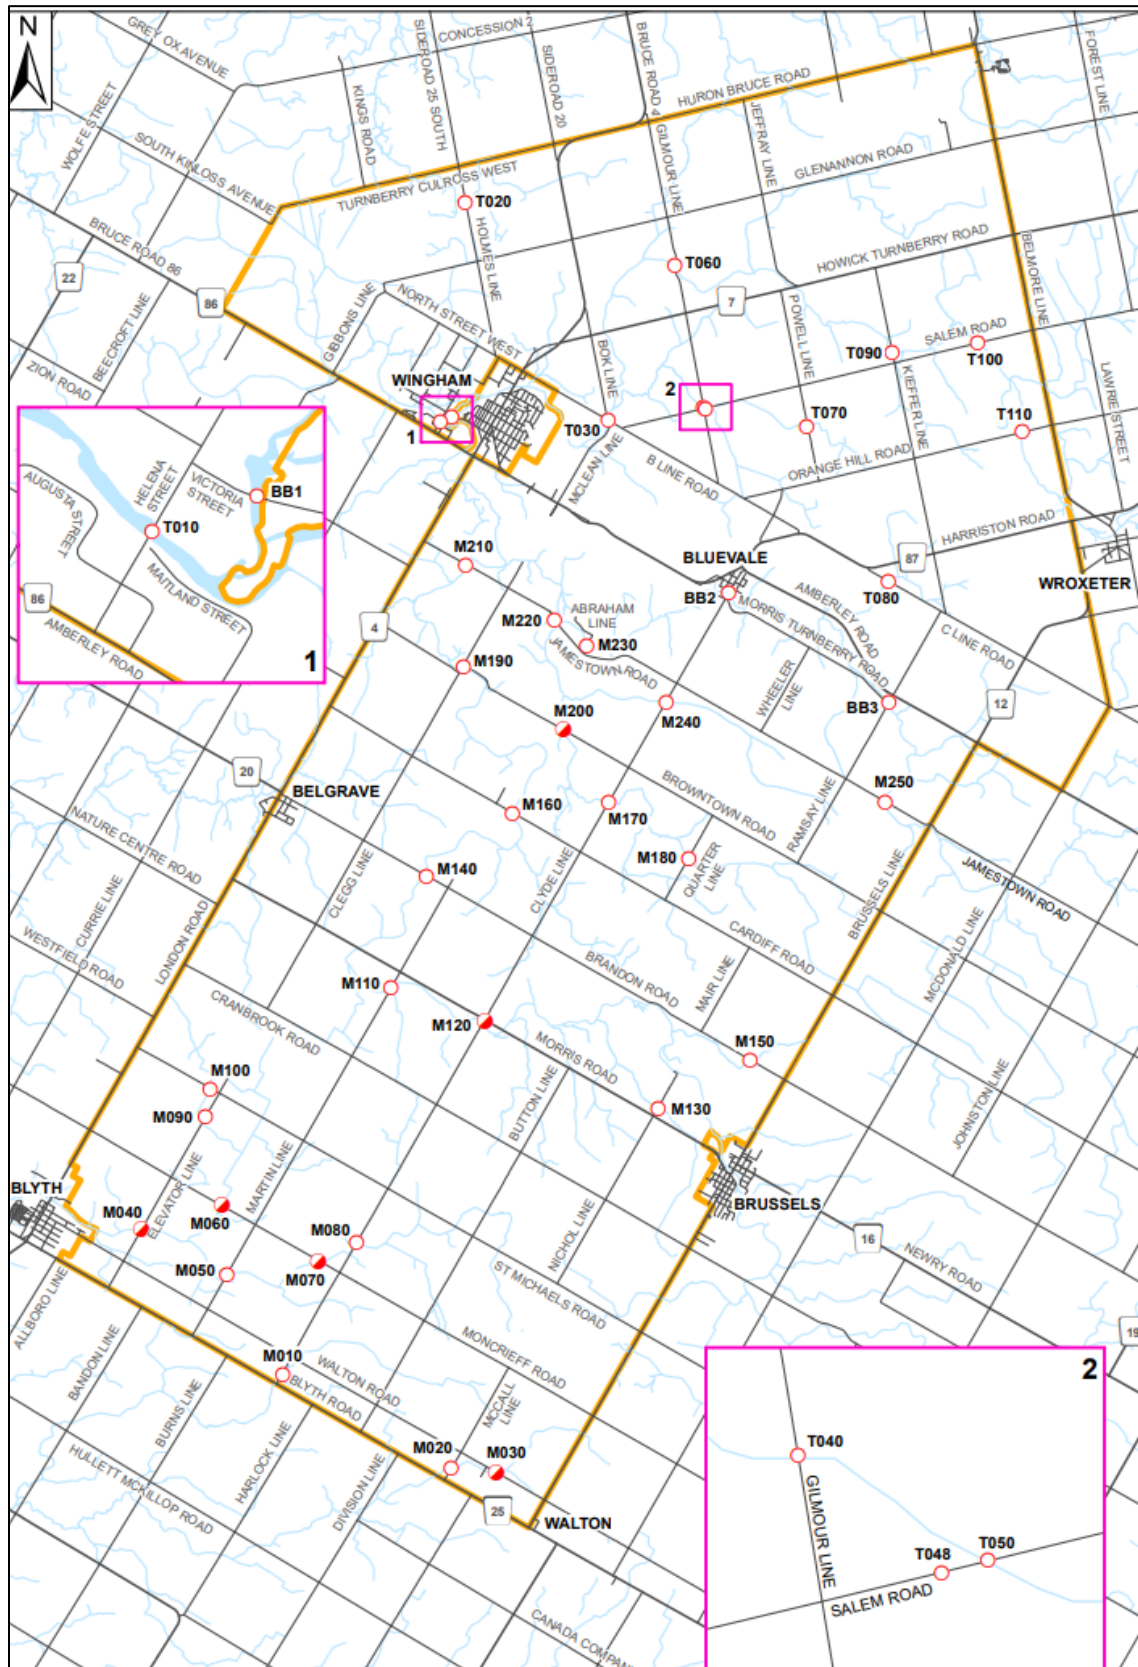 N
GREY OX AVENUE
CONCESSION 2
SIDEROAD 25 SOUTH
SIDEROAD 20
BRUCE ROAD 4
FOREST LINE
WOLFE STREET
KINGS ROAD
HURON BRUCE ROAD
JEFFRAY LINE
GILMOUR LINE
GLENANNON ROAD
SOUTH KINLOSS AVENUE
TURNBERRY CULROSS WEST
T020
HOLMES LINE
BRUCE ROAD 86
22
86
T060
HOWICK TURNBERRY ROAD
BELMORE LINE
BEECROFT LINE
GIBBONS LINE
NORTH STREET WEST
7
POWELL LINE
SALEM ROAD
BOK LINE
T090
T100
ZION ROAD
WINGHAM
2
KIEFFER LINE
LAWRIE STREET
1
T030
T070
T110
MCLEAN LINE
B LINE ROAD
ORANGE HILL ROAD
HELENA STREET
VICTORIA STREET
BB1
AUGUSTA STREET
T010
MAITLAND STREET
86
AMBERLEY ROAD
1
HARRISTON ROAD
87
M210
BLUEVALE
T080
WROXETER
BB2
AMBERLEY ROAD
MORRIS TURNBERRY ROAD
C LINE ROAD
4
M220
ABRAHAM LINE
M230
JAMESTOWN ROAD
M190
WHEELER LINE
M240
BB3
12
M200
20
BELGRAVE
M160
M170
BROWNTOWN ROAD
RAMSAY LINE
M250
NATURE CENTRE ROAD
M180
QUARTER LINE
JAMESTOWN ROAD
M140
CLEGG LINE
CLYDE LINE
BRUSSELS LINE
CURRIE LINE
WESTFIELD ROAD
LONDON ROAD
CARDIFF ROAD
MCDONALD LINE
BRANDON ROAD
MAIR LINE
M110
CRANBROOK ROAD
M120
MORRIS ROAD
M150
M100
M090
BUTTON LINE
M130
JOHNSTON LINE
MARTIN LINE
BLYTH
ELEVATOR LINE
M040
M060
BRUSSELS
M080
NICHOL LINE
16
NEWRY ROAD
M050
M070
ST MICHAELS ROAD
ALLBORO LINE
MONCRIEFF ROAD
19
BANDON LINE
M010
WALTON ROAD
BLYTH ROAD
MCCALL LINE
BURNS LINE
HARLOCK LINE
M020
M030
HULLETT MCKILLOP ROAD
DIVISION LINE
25
WALTON
CANADA COMPAN
2
T040
GILMOUR LINE
T048
T050
SALEM ROAD